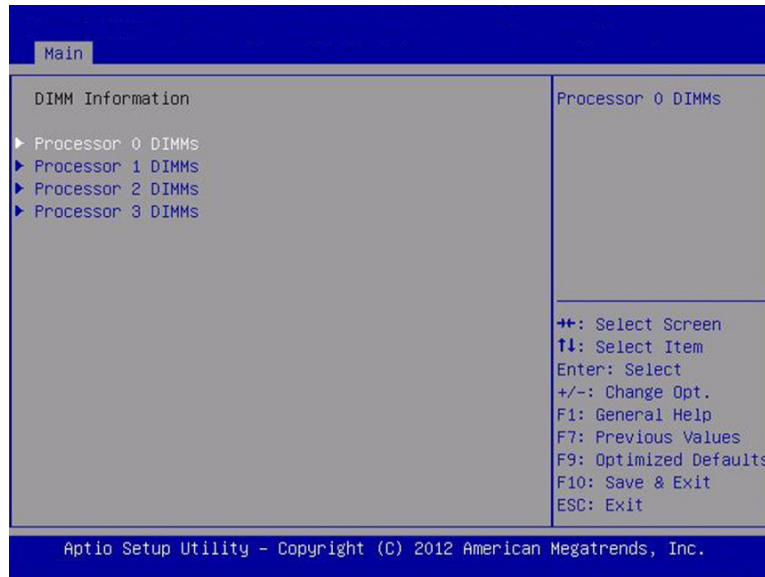 Main
DIMM Information
Processor 0 DIMMs
Processor 1 DIMMs
Processor 2 DIMMs
Processor 3 DIMMs
Processor 0 DIMMs
→←: Select Screen
↑↓: Select Item
Enter: Select
+/-: Change Opt.
F1: General Help
F7: Previous Values
F9: Optimized Defaults
F10: Save & Exit
ESC: Exit
Aptio Setup Utility - Copyright (C) 2012 American Megatrends, Inc.